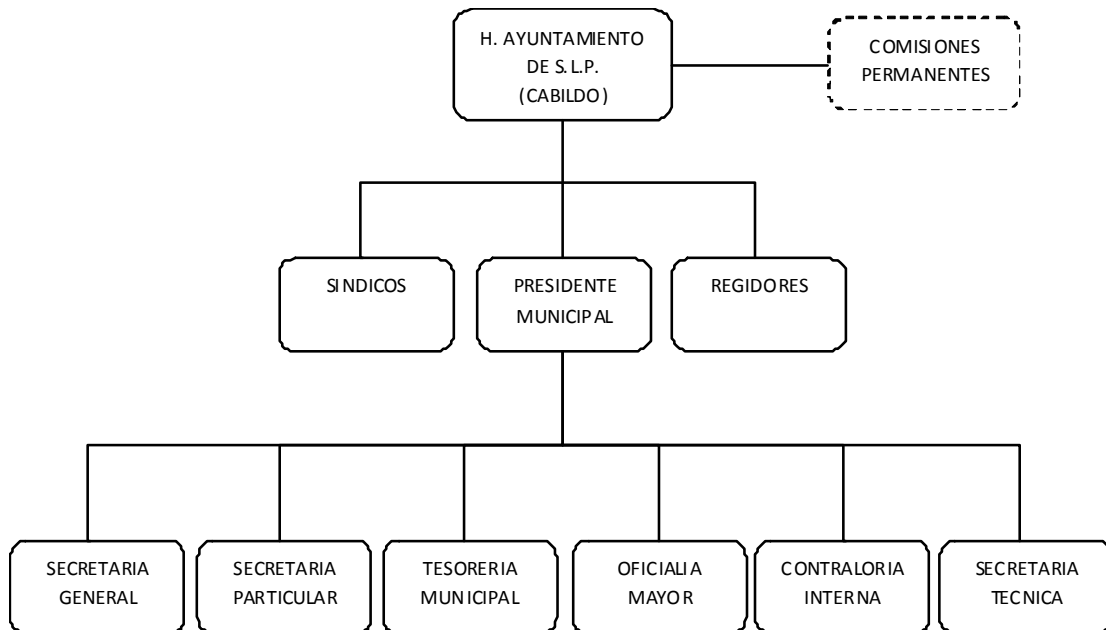 H. AYUNTAMIENTO
DE S.L.P.
(CABILDO)
COMISIONES
PERMANENTES
SINDICOS
PRESIDENTE
MUNICIPAL
REGIDORES
SECRETARIA
GENERAL
SECRETARIA
PARTICULAR
TESORERIA
MUNICIPAL
OFICIALIA
MAYOR
CONTRALORIA
INTERNA
SECRETARIA
TECNICA